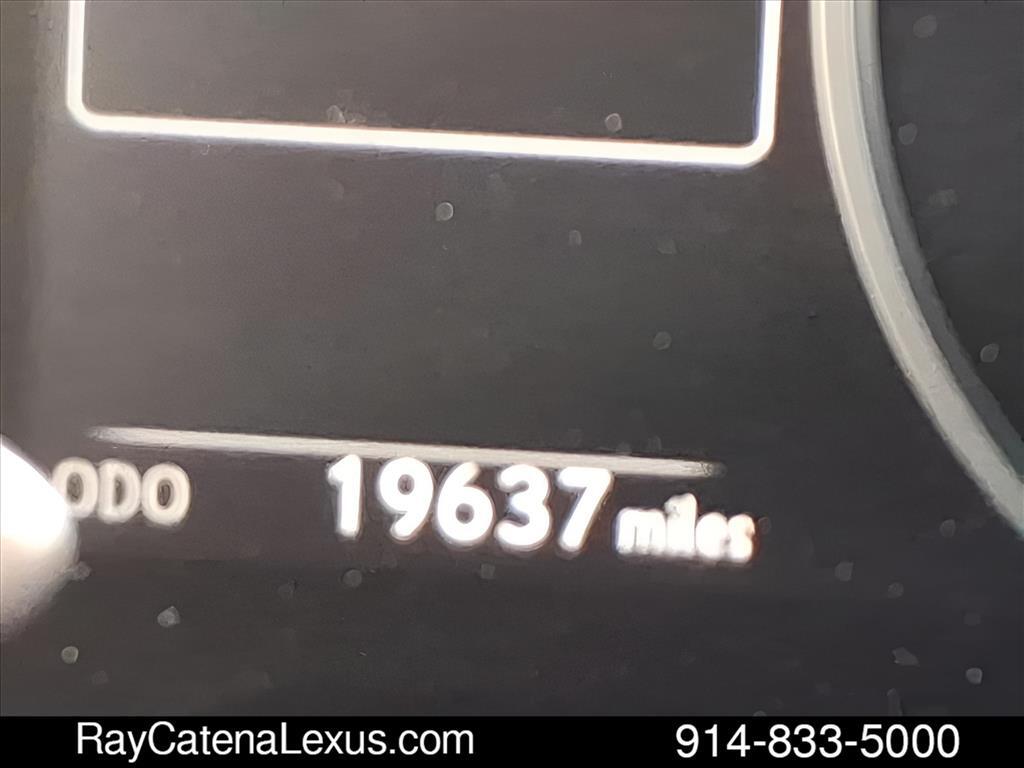 ODO 19637 miles
RayCatenaLexus.com 914-833-5000